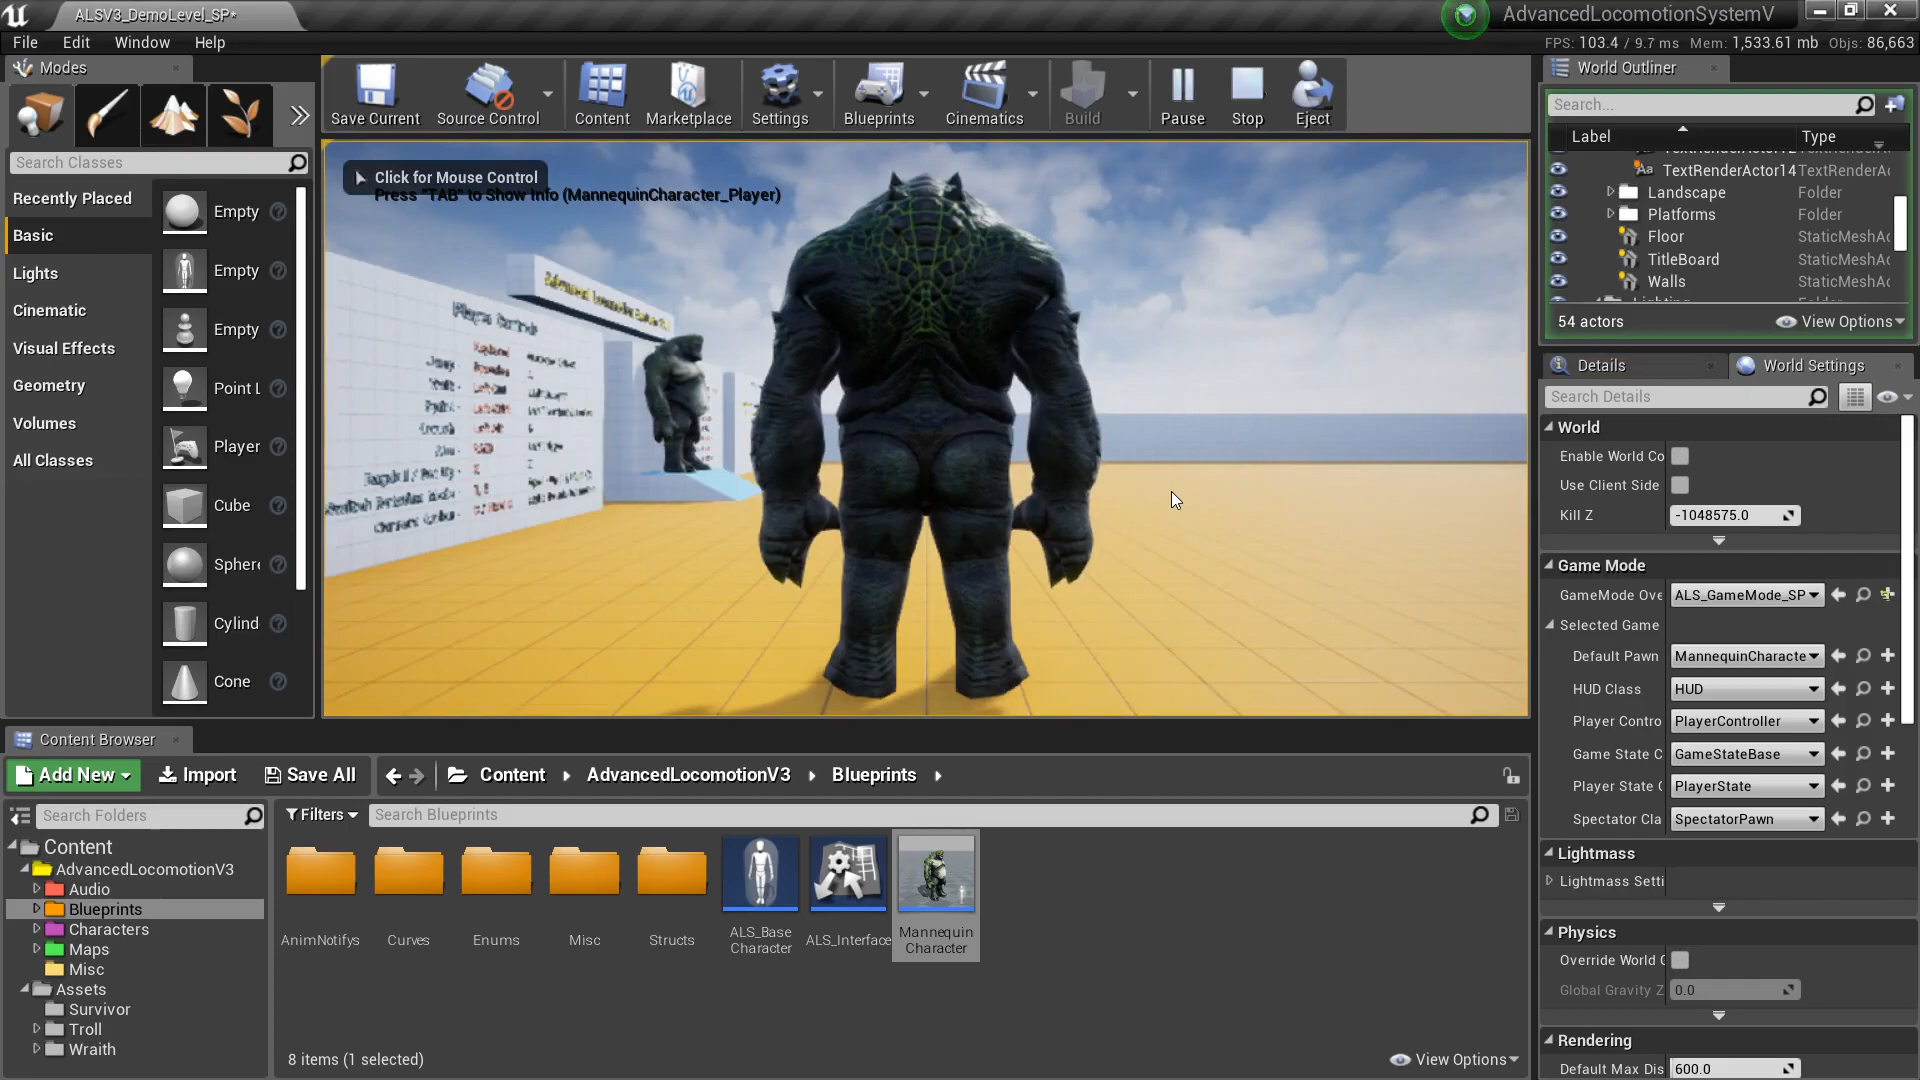 ALSV3_DemoLevel_SP*
AdvancedLocomotionSystemV
File Edit Window Help
FPS: 103.4 / 9.7 ms Mem: 1,533.61 mb Objs: 86,663
Modes
Search Classes
Recently Placed
Basic
Lights
Cinematic
Visual Effects
Geometry
Volumes
All Classes
Empty
Empty
Empty
Point L
Player
Cube
Sphere
Cylind
Cone
Save Current
Source Control
Content
Marketplace
Settings
Blueprints
Cinematics
Build
Pause
Stop
Eject
Click for Mouse Control
Press "TAB" to Show Info (MannequinCharacter_Player)
Player Controls
World Outliner
Search...
Label Type
TextRenderActor14 TextRenderAc
Landscape Folder
Platforms Folder
Floor StaticMeshAc
TitleBoard StaticMeshAc
Walls StaticMeshAc
54 actors
View Options
Details
World Settings
Search Details
World
Enable World Co
Use Client Side
Kill Z -1048575.0
Game Mode
GameMode Ove ALS_GameMode_SP
Selected Game
Default Pawn MannequinCharacte
HUD Class HUD
Player Contro PlayerController
Game State C GameStateBase
Player State C PlayerState
Spectator Cla SpectatorPawn
Lightmass
Lightmass Setti
Physics
Override World G
Global Gravity Z 0.0
Rendering
Default Max Dis 600.0
Content Browser
Add New
Import
Save All
Content
AdvancedLocomotionV3
Blueprints
Search Folders
Filters
Search Blueprints
Content
AdvancedLocomotionV3
Audio
Blueprints
Characters
Maps
Misc
Assets
Survivor
Troll
Wraith
AnimNotifys
Curves
Enums
Misc
Structs
ALS_Base
Character
ALS_Interface
Mannequin
Character
8 items (1 selected)
View Options